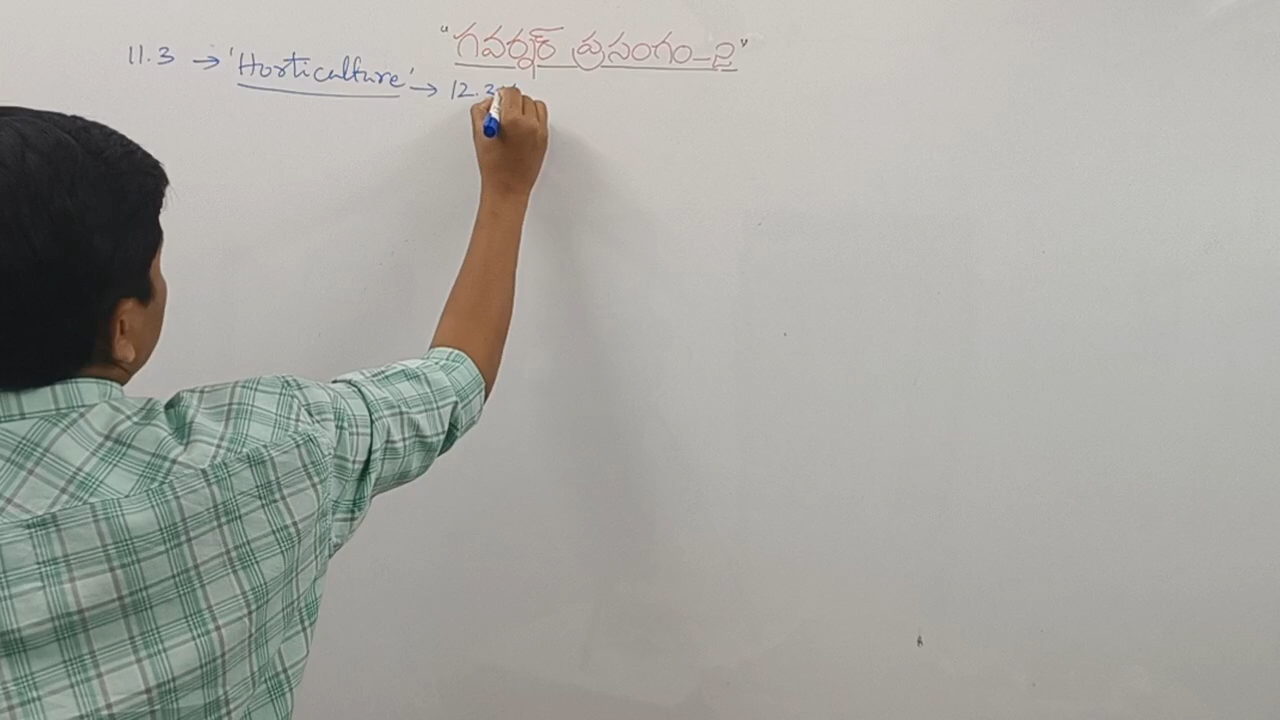 "గవర్నర్ ప్రసంగం-2"
11.3 → 'Horticulture' → 12.